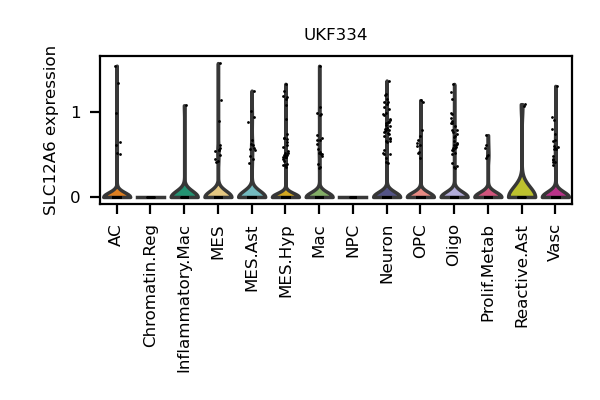 UKF334
SLC12A6 expression
1
0
AC
Chromatin.Reg
Inflammatory.Mac
MES
MES.Ast
MES.Hyp
Mac
NPC
Neuron
OPC
Oligo
Prolif.Metab
Reactive.Ast
Vasc